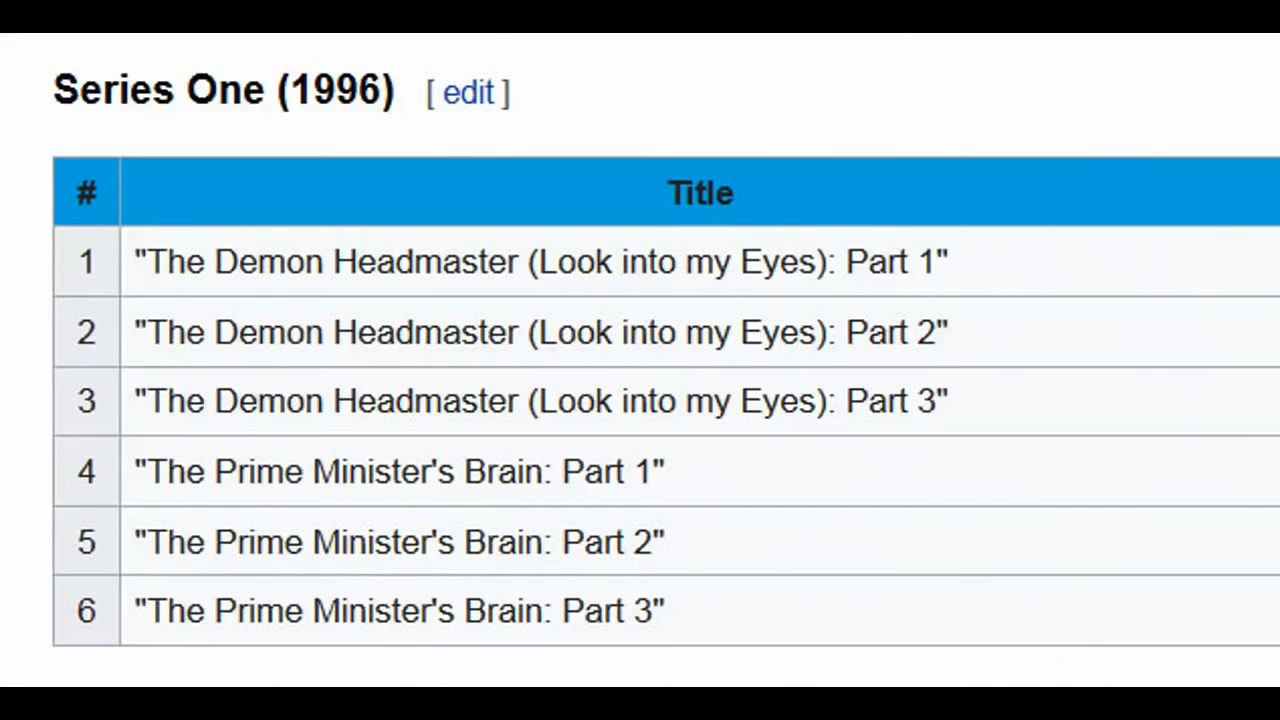 Series One (1996) [ edit ]
# Title
1 "The Demon Headmaster (Look into my Eyes): Part 1"
2 "The Demon Headmaster (Look into my Eyes): Part 2"
3 "The Demon Headmaster (Look into my Eyes): Part 3"
4 "The Prime Minister's Brain: Part 1"
5 "The Prime Minister's Brain: Part 2"
6 "The Prime Minister's Brain: Part 3"